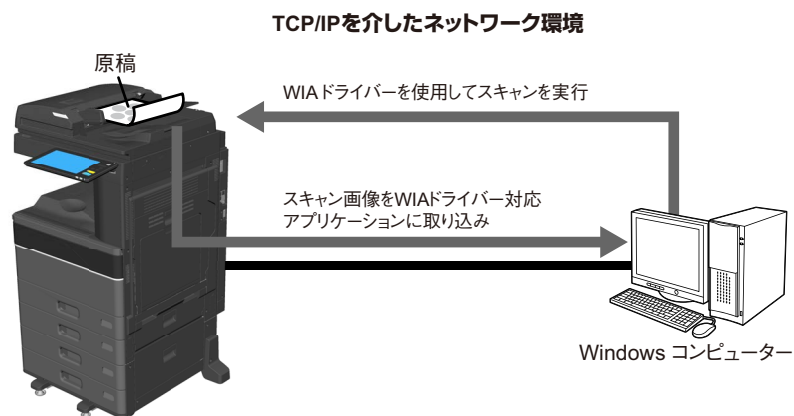 TCP/IPを介したネットワーク環境
原稿
WIAドライバーを使用してスキャンを実行
スキャン画像をWIAドライバー対応
アプリケーションに取り込み
Windows コンピューター